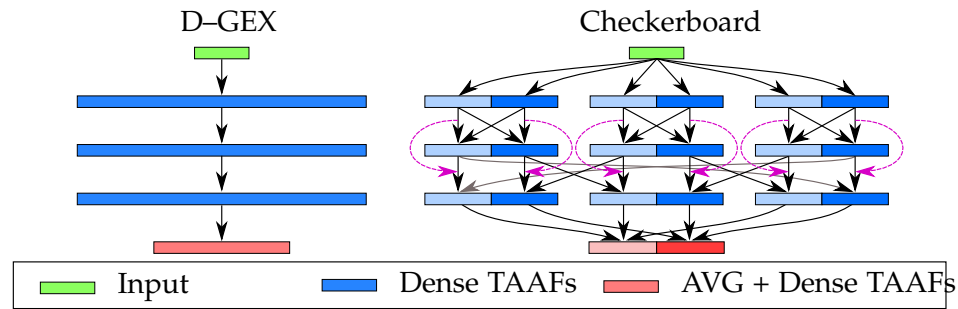 D–GEX Checkerboard
Input Dense TAAFs AVG + Dense TAAFs